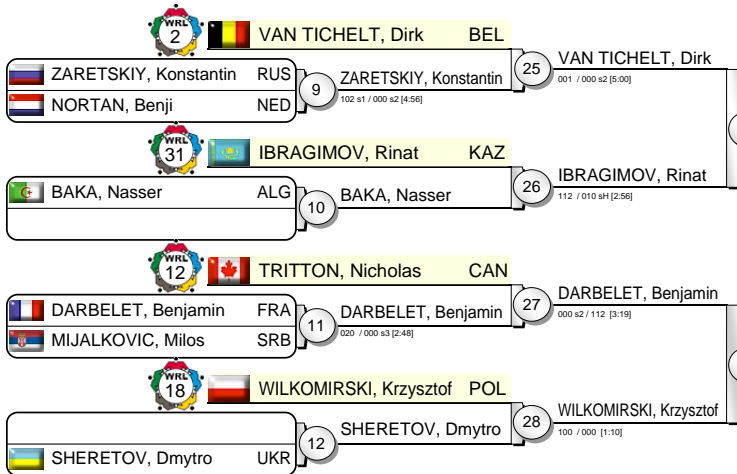 WRL
2
VAN TICHELT, Dirk BEL
ZARETSKIY, Konstantin RUS
NORTAN, Benji NED
9
ZARETSKIY, Konstantin
102 s1 / 000 s2 [4:56]
25
VAN TICHELT, Dirk
001 / 000 s2 [5:00]
WRL
31
IBRAGIMOV, Rinat KAZ
BAKA, Nasser ALG
10
BAKA, Nasser
26
IBRAGIMOV, Rinat
112 / 010 sH [2:56]
WRL
12
TRITTON, Nicholas CAN
DARBELET, Benjamin FRA
MIJALKOVIC, Milos SRB
11
DARBELET, Benjamin
020 / 000 s3 [2:48]
27
DARBELET, Benjamin
000 s2 / 112 [3:19]
WRL
18
WILKOMIRSKI, Krzysztof POL
SHERETOV, Dmytro UKR
12
SHERETOV, Dmytro
28
WILKOMIRSKI, Krzysztof
100 / 000 [1:10]